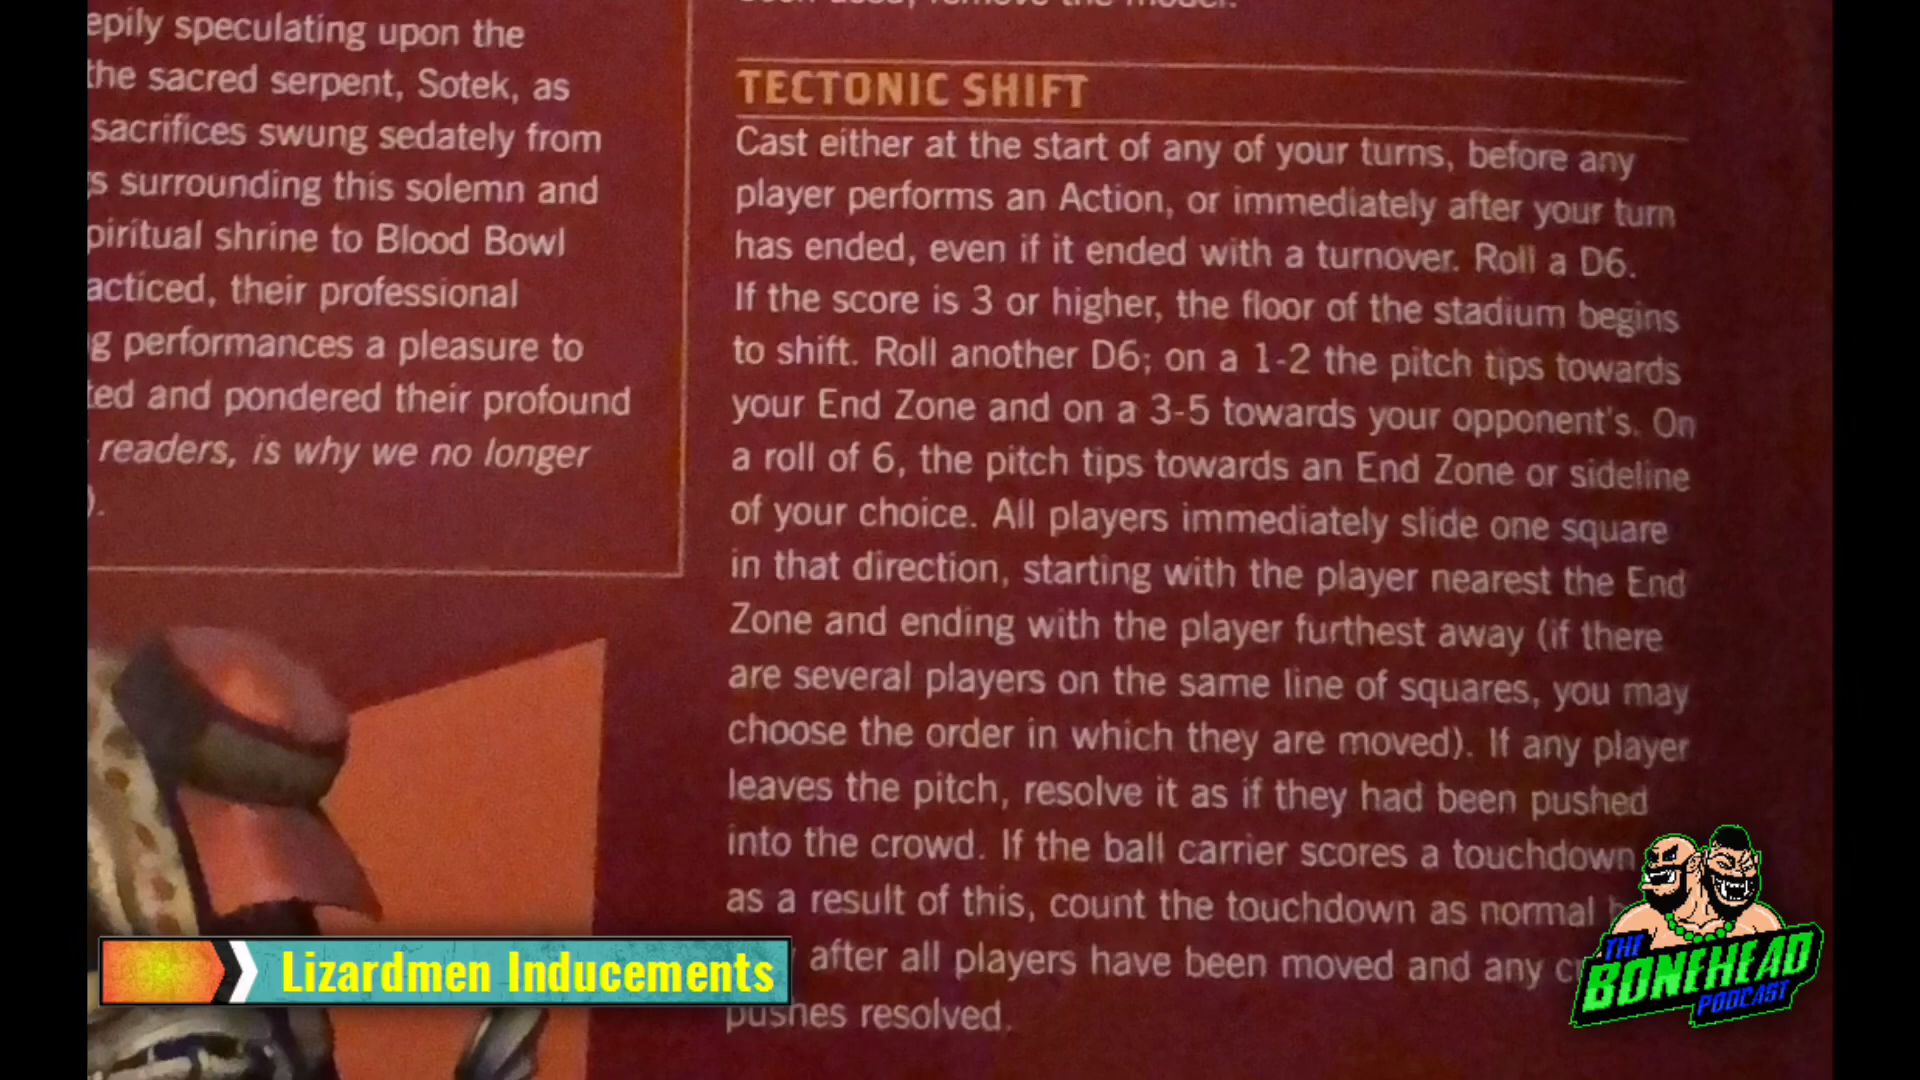 speculating upon the
the sacred serpent, Sotek, as
sacrifices swung sedately from
surrounding this solemn and
shrine to Blood Bowl
their professional
performances a pleasure to
and pondered their profound
readers, is why we no longer
).
remove the model.
TECTONIC SHIFT
Cast either at the start of any of your turns, before any
player performs an Action, or immediately after your turn
has ended, even if it ended with a turnover. Roll a D6.
If the score is 3 or higher, the floor of the stadium begins
to shift. Roll another D6; on a 1-2 the pitch tips towards
your End Zone and on a 3-5 towards your opponent's. On
a roll of 6, the pitch tips towards an End Zone or sideline
of your choice. All players immediately slide one square
in that direction, starting with the player nearest the End
Zone and ending with the player furthest away (if there
are several players on the same line of squares, you may
choose the order in which they are moved). If any player
leaves the pitch, resolve it as if they had been pushed
into the crowd. If the ball carrier scores a touchdown
as a result of this, count the touchdown as normal
after all players have been moved and any
pushes resolved.
Lizardmen Inducements
THE
BONEHEAD
PODCAST